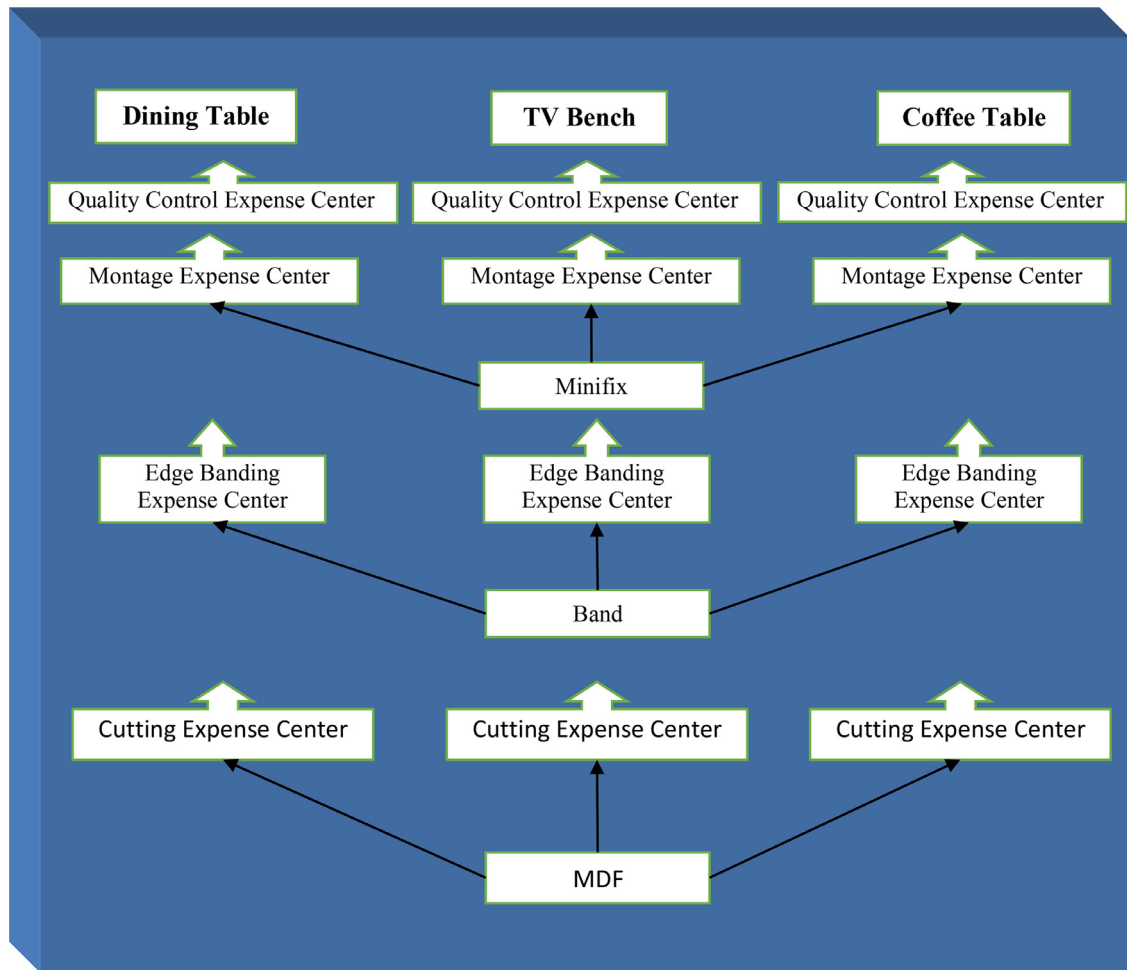 Dining Table
TV Bench
Coffee Table
Quality Control Expense Center
Quality Control Expense Center
Quality Control Expense Center
Montage Expense Center
Montage Expense Center
Montage Expense Center
Minifix
Edge Banding
Expense Center
Edge Banding
Expense Center
Edge Banding
Expense Center
Band
Cutting Expense Center
Cutting Expense Center
Cutting Expense Center
MDF